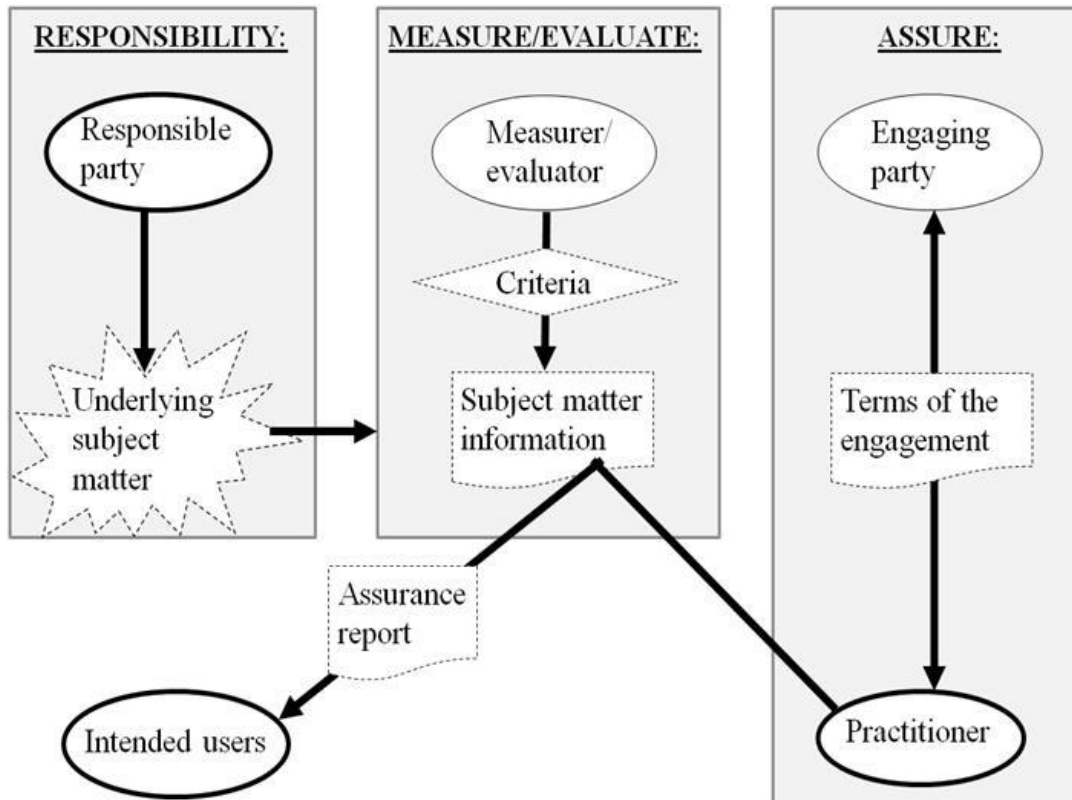 RESPONSIBILITY:
MEASURE/EVALUATE:
ASSURE:
Responsible
party
Measurer/
evaluator
Engaging
party
Criteria
Underlying
subject
matter
Subject matter
information
Terms of the
engagement
Assurance
report
Intended users
Practitioner